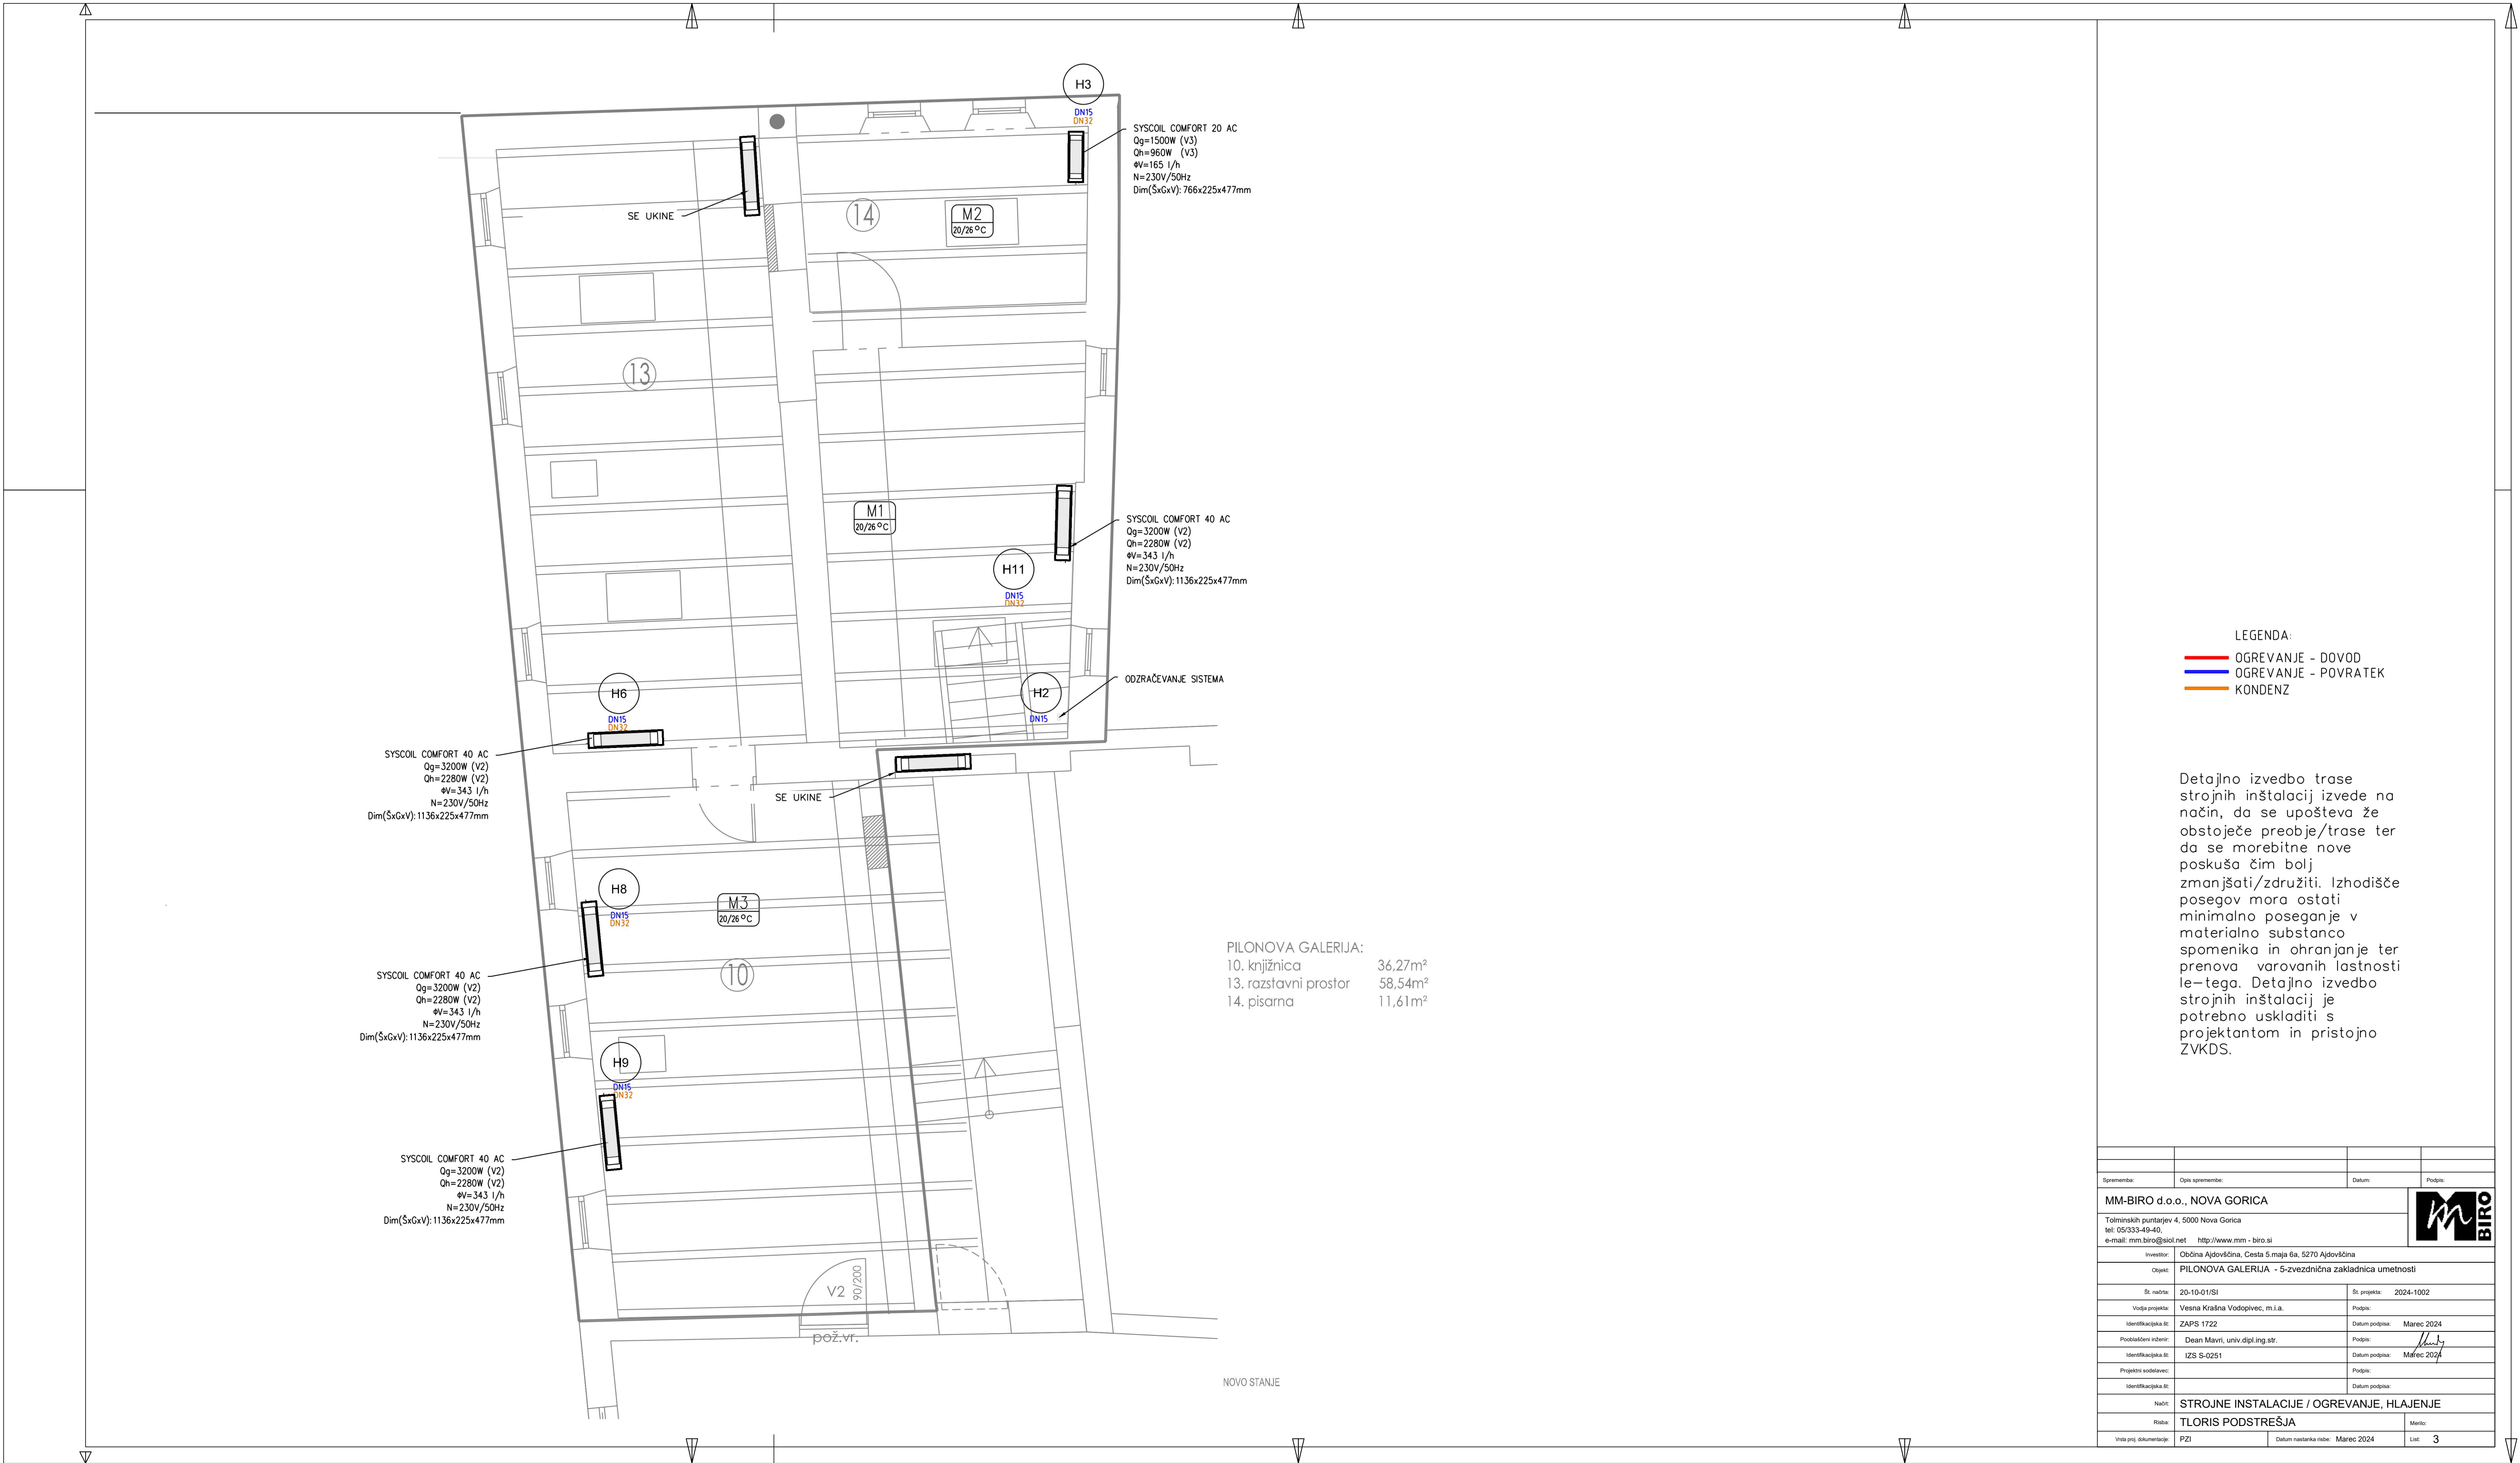 H3
DN15
DN32
SYSCOIL COMFORT 20 AC
Qg=1500W (V3)
Qh=960W (V3)
ΦV=165 l/h
N=230V/50Hz
Dim(ŠxGxV): 766x225x477mm
SE UKINE
14
M2
20/26°C
13
M1
20/26°C
SYSCOIL COMFORT 40 AC
Qg=3200W (V2)
Qh=2280W (V2)
ΦV=343 l/h
N=230V/50Hz
Dim(ŠxGxV): 1136x225x477mm
H11
DN15
DN32
H6
DN15
DN32
H2
DN15
ODZRAČEVANJE SISTEMA
SYSCOIL COMFORT 40 AC
Qg=3200W (V2)
Qh=2280W (V2)
ΦV=343 l/h
N=230V/50Hz
Dim(ŠxGxV): 1136x225x477mm
SE UKINE
H8
DN15
DN32
M3
20/26°C
10
SYSCOIL COMFORT 40 AC
Qg=3200W (V2)
Qh=2280W (V2)
ΦV=343 l/h
N=230V/50Hz
Dim(ŠxGxV): 1136x225x477mm
H9
DN15
DN32
SYSCOIL COMFORT 40 AC
Qg=3200W (V2)
Qh=2280W (V2)
ΦV=343 l/h
N=230V/50Hz
Dim(ŠxGxV): 1136x225x477mm
V2
90/200
pož.vr.
PILONOVA GALERIJA:
10. knjižnica 36,27m²
13. razstavni prostor 58,54m²
14. pisarna 11,61m²
NOVO STANJE
LEGENDA:
OGREVANJE - DOVOD
OGREVANJE - POVRATEK
KONDENZ
Detajlno izvedbo trase
strojnih inštalacij izvede na
način, da se upošteva že
obstoječe preobje/trase ter
da se morebitne nove
poskuša čim bolj
zmanjšati/združiti. Izhodišče
posegov mora ostati
minimalno poseganje v
materialno substanco
spomenika in ohranjanje ter
prenova varovanih lastnosti
le-tega. Detajlno izvedbo
strojnih inštalacij je
potrebno uskladiti s
projektantom in pristojno
ZVKDS.
Sprememba: Opis spremembe: Datum: Podpis:
MM-BIRO d.o.o., NOVA GORICA
Tolminskih puntarjev 4, 5000 Nova Gorica
tel: 05/333-49-40,
e-mail: mm.biro@siol.net http://www.mm - biro.si
m BIRO
Investitor: Občina Ajdovščina, Cesta 5.maja 6a, 5270 Ajdovščina
Objekt: PILONOVA GALERIJA - 5-zvezdnična zakladnica umetnosti
Št. načrta: 20-10-01/SI Št. projekta: 2024-1002
Vodja projekta: Vesna Krašna Vodopivec, m.i.a. Podpis:
Identifikacijska.št: ZAPS 1722 Datum podpisa: Marec 2024
Pooblaščeni inženir: Dean Mavri, univ.dipl.ing.str. Podpis:
Identifikacijska.št: IZS S-0251 Datum podpisa: Marec 2024
Projektni sodelavec: Podpis:
Identifikacijska.št: Datum podpisa:
Načrt: STROJNE INSTALACIJE / OGREVANJE, HLAJENJE
Risba: TLORIS PODSTREŠJA Merilo:
Vrsta proj. dokumentacije: PZI Datum nastanka risbe: Marec 2024 List: 3